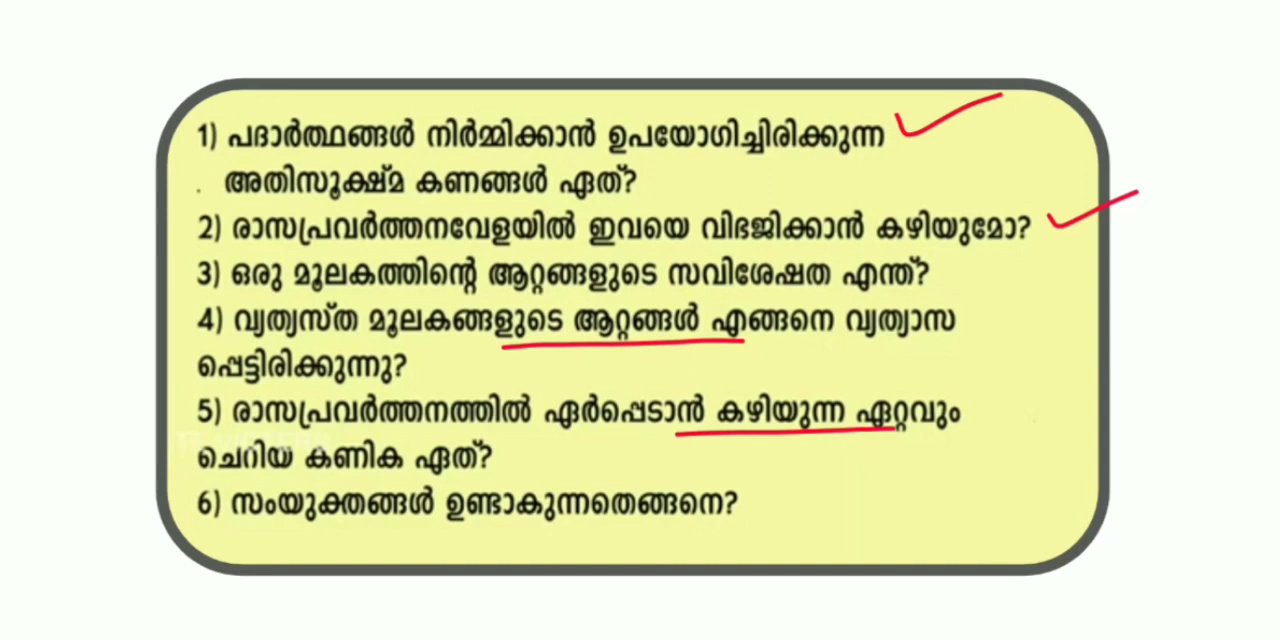 1) പദാർത്ഥങ്ങൾ നിർമ്മിക്കാൻ ഉപയോഗിച്ചിരിക്കുന്ന
. അതിസൂക്ഷ്മ കണങ്ങൾ ഏത്?
2) രാസപ്രവർത്തനവേളയിൽ ഇവയെ വിഭജിക്കാൻ കഴിയുമോ?
3) ഒരു മൂലകത്തിന്റെ ആറ്റങ്ങളുടെ സവിശേഷത എന്ത്?
4) വ്യത്യസ്ത മൂലകങ്ങളുടെ ആറ്റങ്ങൾ എങ്ങനെ വ്യത്യാസ
പ്പെട്ടിരിക്കുന്നു?
5) രാസപ്രവർത്തനത്തിൽ ഏർപ്പെടാൻ കഴിയുന്ന ഏറ്റവും
ചെറിയ കണിക ഏത്?
6) സംയുക്തങ്ങൾ ഉണ്ടാകുന്നതെങ്ങനെ?